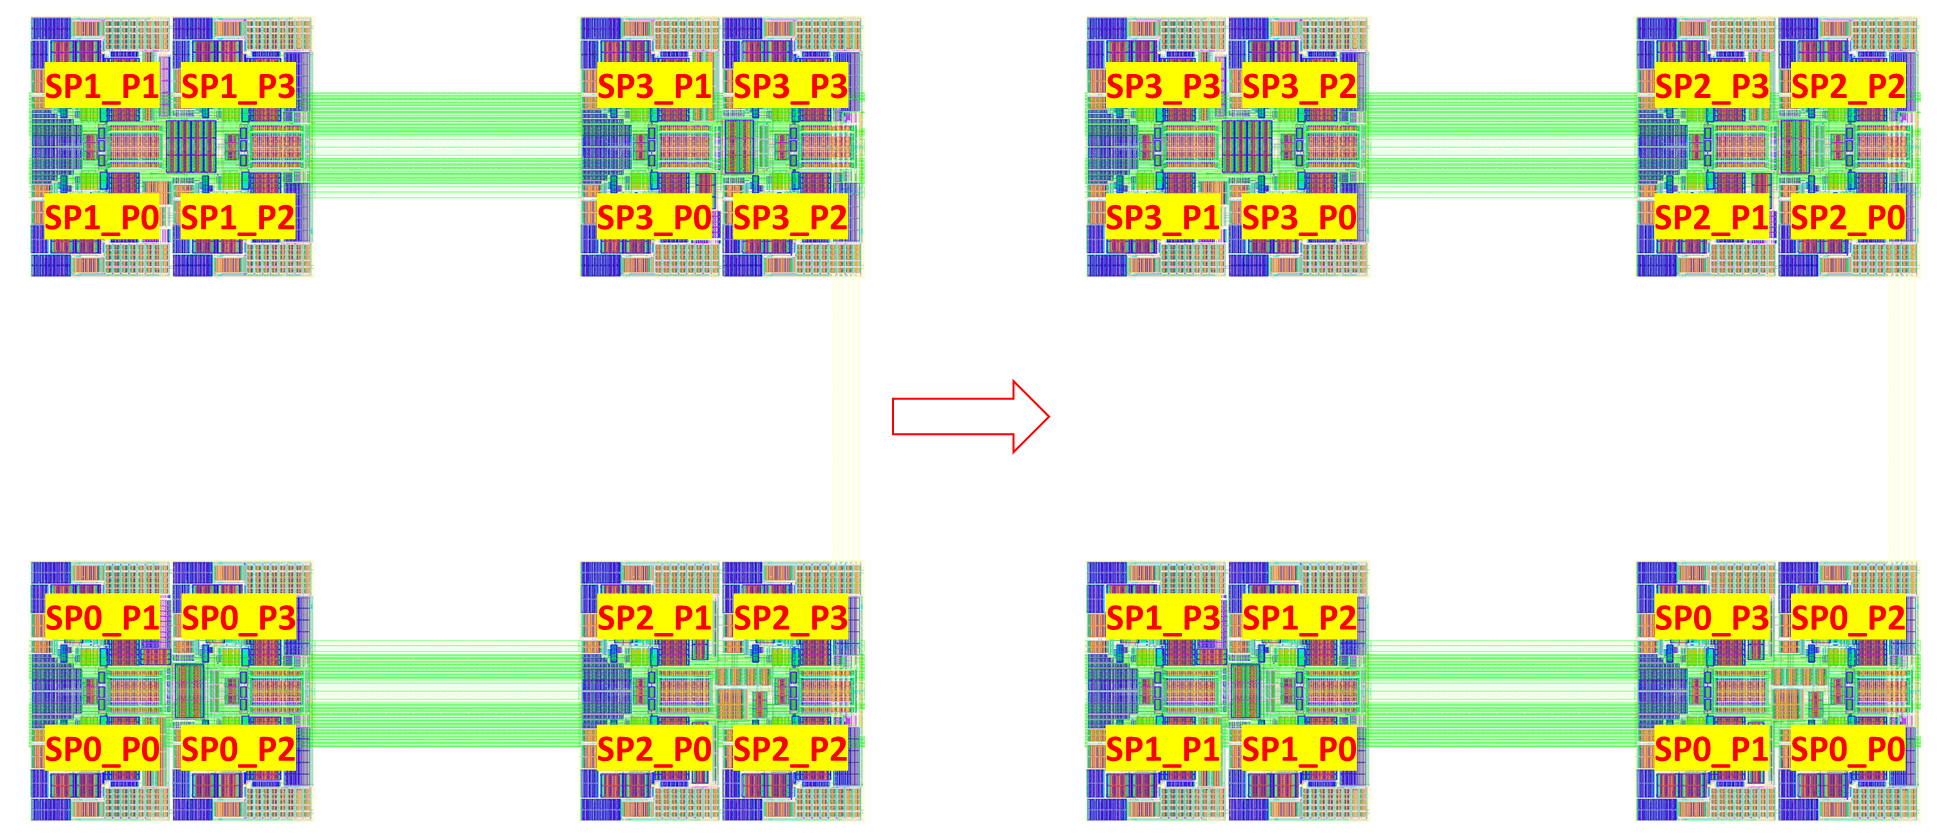 SP1_P1 SP1_P3 SP3_P1 SP3_P3 SP3_P3 SP3_P2 SP2_P3 SP2_P2
SP1_P0 SP1_P2 SP3_P0 SP3_P2 SP3_P1 SP3_P0 SP2_P1 SP2_P0
SP0_P1 SP0_P3 SP2_P1 SP2_P3 SP1_P3 SP1_P2 SP0_P3 SP0_P2
SP0_P0 SP0_P2 SP2_P0 SP2_P2 SP1_P1 SP1_P0 SP0_P1 SP0_P0